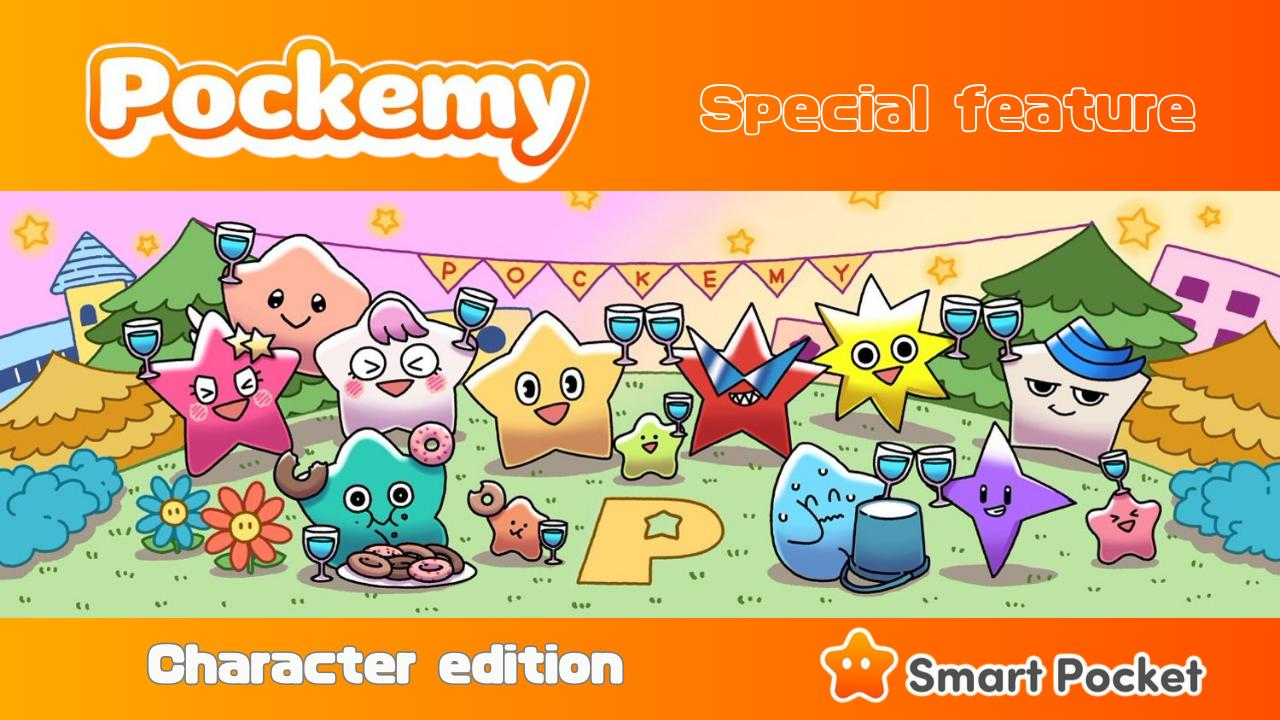 Pockemy
Special feature
POCKEMY
P
Character edition
Smart Pocket